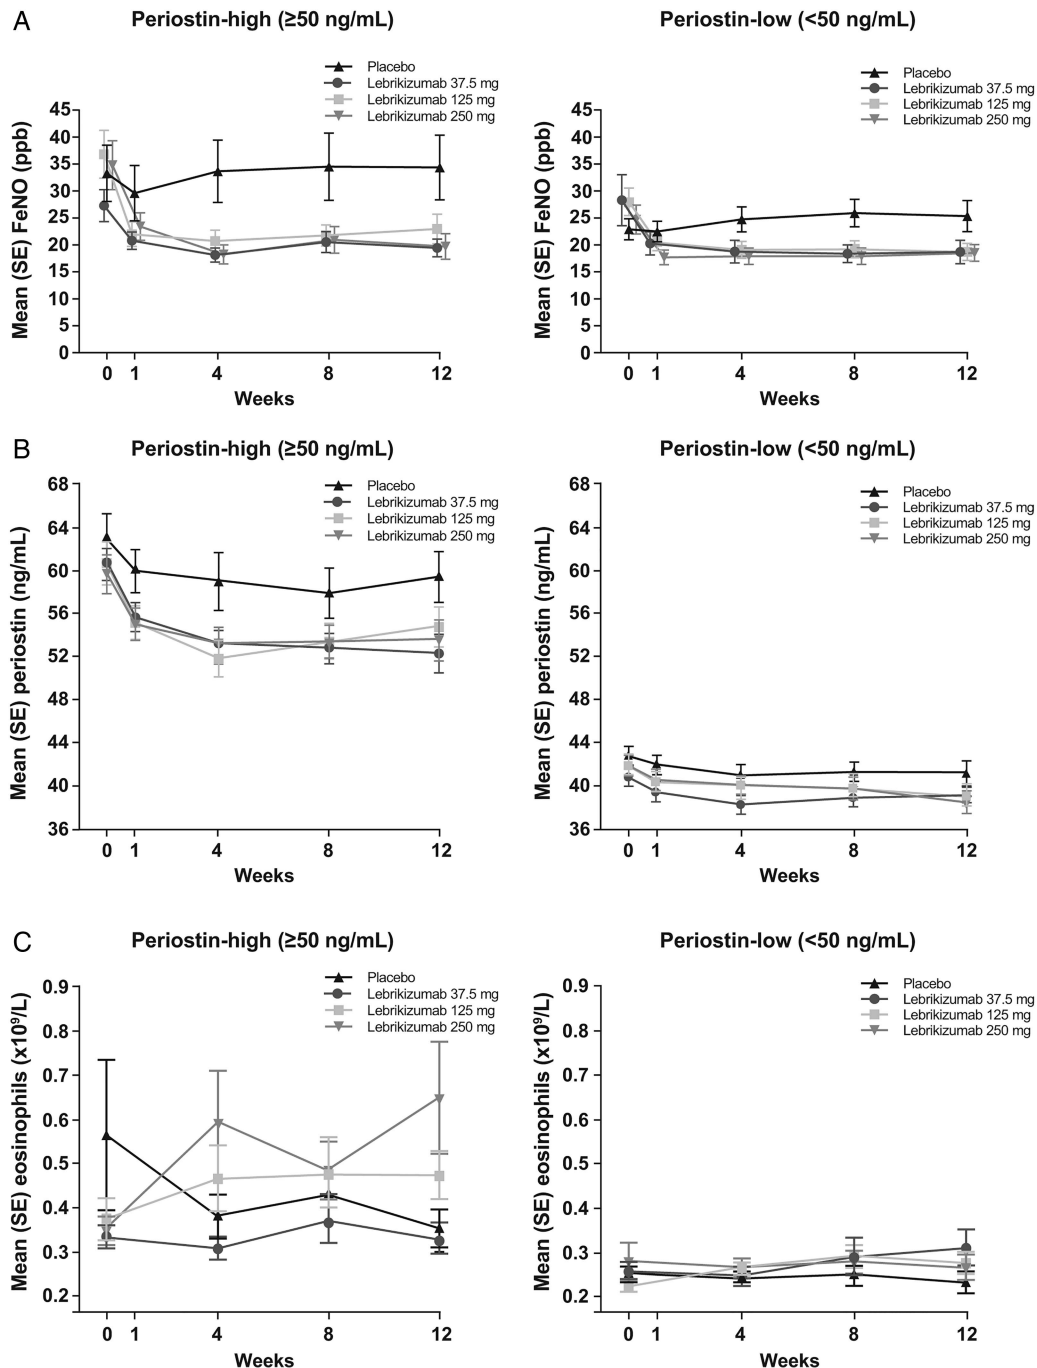 A
Periostin-high (≥50 ng/mL)
Placebo
Lebrikizumab 37.5 mg
Lebrikizumab 125 mg
Lebrikizumab 250 mg
Mean (SE) FeNO (ppb)
45
40
35
30
25
20
15
10
5
0
0 1 4 8 12
Weeks
Periostin-low (<50 ng/mL)
Placebo
Lebrikizumab 37.5 mg
Lebrikizumab 125 mg
Lebrikizumab 250 mg
Mean (SE) FeNO (ppb)
45
40
35
30
25
20
15
10
5
0
0 1 4 8 12
Weeks
B
Periostin-high (≥50 ng/mL)
Placebo
Lebrikizumab 37.5 mg
Lebrikizumab 125 mg
Lebrikizumab 250 mg
Mean (SE) periostin (ng/mL)
68
64
60
56
52
48
44
40
36
0 1 4 8 12
Weeks
Periostin-low (<50 ng/mL)
Placebo
Lebrikizumab 37.5 mg
Lebrikizumab 125 mg
Lebrikizumab 250 mg
Mean (SE) periostin (ng/mL)
68
64
60
56
52
48
44
40
36
0 1 4 8 12
Weeks
C
Periostin-high (≥50 ng/mL)
Placebo
Lebrikizumab 37.5 mg
Lebrikizumab 125 mg
Lebrikizumab 250 mg
Mean (SE) eosinophils (x10⁹/L)
0.9
0.8
0.7
0.6
0.5
0.4
0.3
0.2
0 1 4 8 12
Weeks
Periostin-low (<50 ng/mL)
Placebo
Lebrikizumab 37.5 mg
Lebrikizumab 125 mg
Lebrikizumab 250 mg
Mean (SE) eosinophils (x10⁹/L)
0.9
0.8
0.7
0.6
0.5
0.4
0.3
0.2
0 1 4 8 12
Weeks